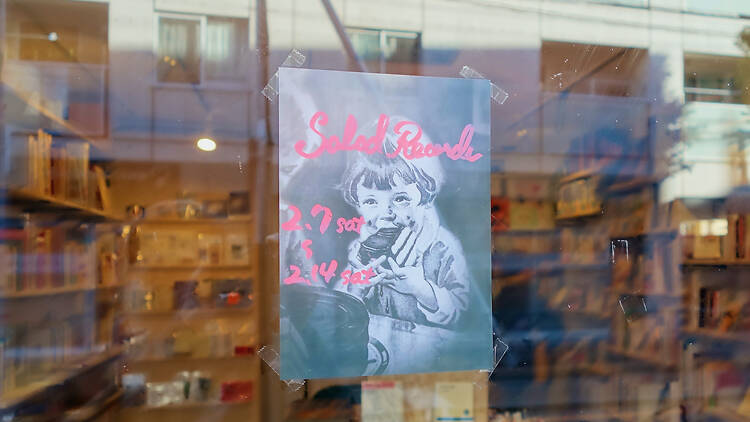 Salad Records
2.7 sat
〜
2.14 sat